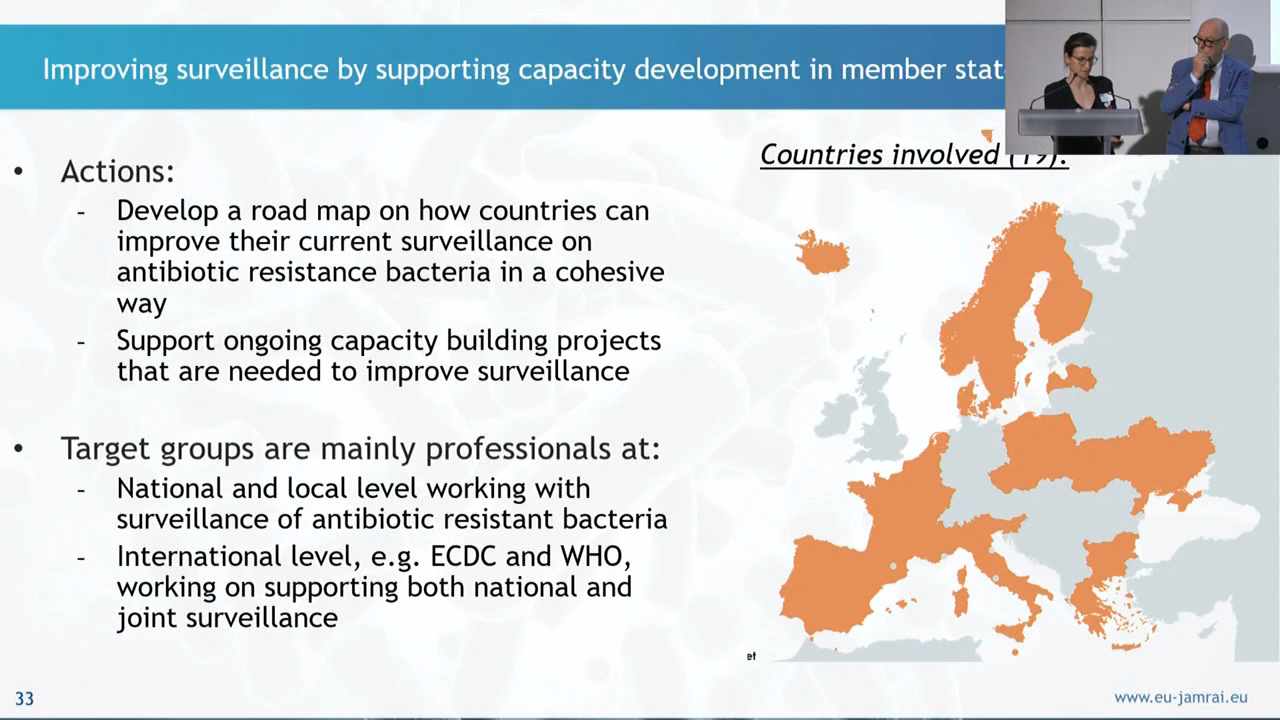 Improving surveillance by supporting capacity development in member stat
Countries involved (19):
• Actions:
- Develop a road map on how countries can
improve their current surveillance on
antibiotic resistance bacteria in a cohesive
way
- Support ongoing capacity building projects
that are needed to improve surveillance
• Target groups are mainly professionals at:
- National and local level working with
surveillance of antibiotic resistant bacteria
- International level, e.g. ECDC and WHO,
working on supporting both national and
joint surveillance
et
33
www.eu-jamrai.eu